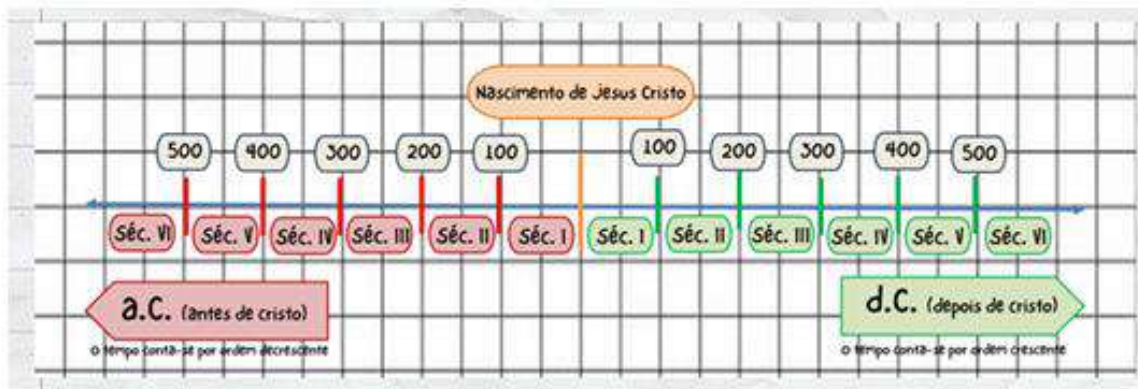 Nascimento de Jesus Cristo
500 400 300 200 100 100 200 300 400 500
Séc. VI Séc. V Séc. IV Séc. III Séc. II Séc. I Séc. I Séc. II Séc. III Séc. IV Séc. V Séc. VI
a.C. (antes de cristo) d.C. (depois de cristo)
O tempo conta-se por ordem decrescente O tempo conta-se por ordem crescente